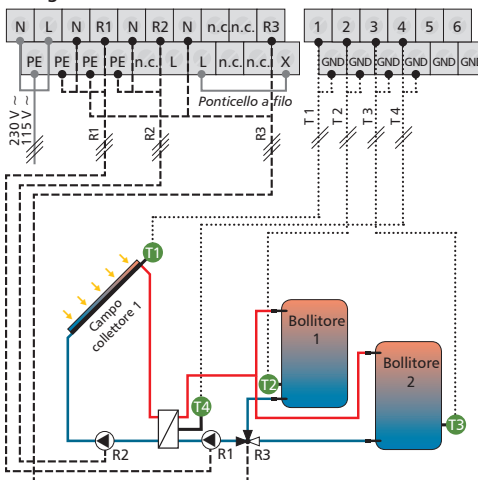 N L N R1 N R2 N n.c. n.c. R3
PE PE PE PE n.c. L L n.c. n.c. X
1 2 3 4 5 6
GND GND GND GND GND GND
Ponticello a filo
230 V ~
115 V ~
R1
R2
R3
T 1
T 2
T 3
T 4
T1
Campo
collettore 1
Bollitore
1
Bollitore
2
T2
T4
T3
R2
R1
R3